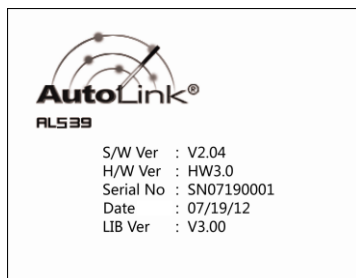 AutoLink®
AL539
S/W Ver : V2.04
H/W Ver : HW3.0
Serial No : SN07190001
Date : 07/19/12
LIB Ver : V3.00